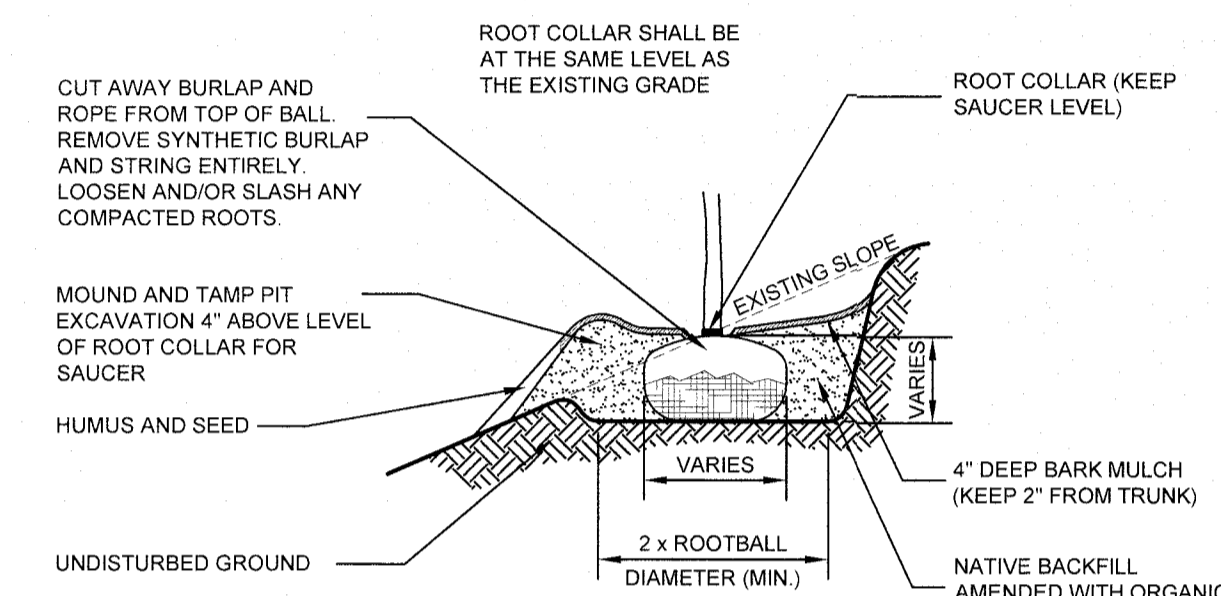 ROOT COLLAR SHALL BE
AT THE SAME LEVEL AS
THE EXISTING GRADE
CUT AWAY BURLAP AND
ROPE FROM TOP OF BALL.
REMOVE SYNTHETIC BURLAP
AND STRING ENTIRELY.
LOOSEN AND/OR SLASH ANY
COMPACTED ROOTS.
ROOT COLLAR (KEEP
SAUCER LEVEL)
EXISTING SLOPE
MOUND AND TAMP PIT
EXCAVATION 4" ABOVE LEVEL
OF ROOT COLLAR FOR
SAUCER
VARIES
HUMUS AND SEED
VARIES
4" DEEP BARK MULCH
(KEEP 2" FROM TRUNK)
UNDISTURBED GROUND
2 x ROOTBALL
DIAMETER (MIN.)
NATIVE BACKFILL
AMENDED WITH ORGANIC